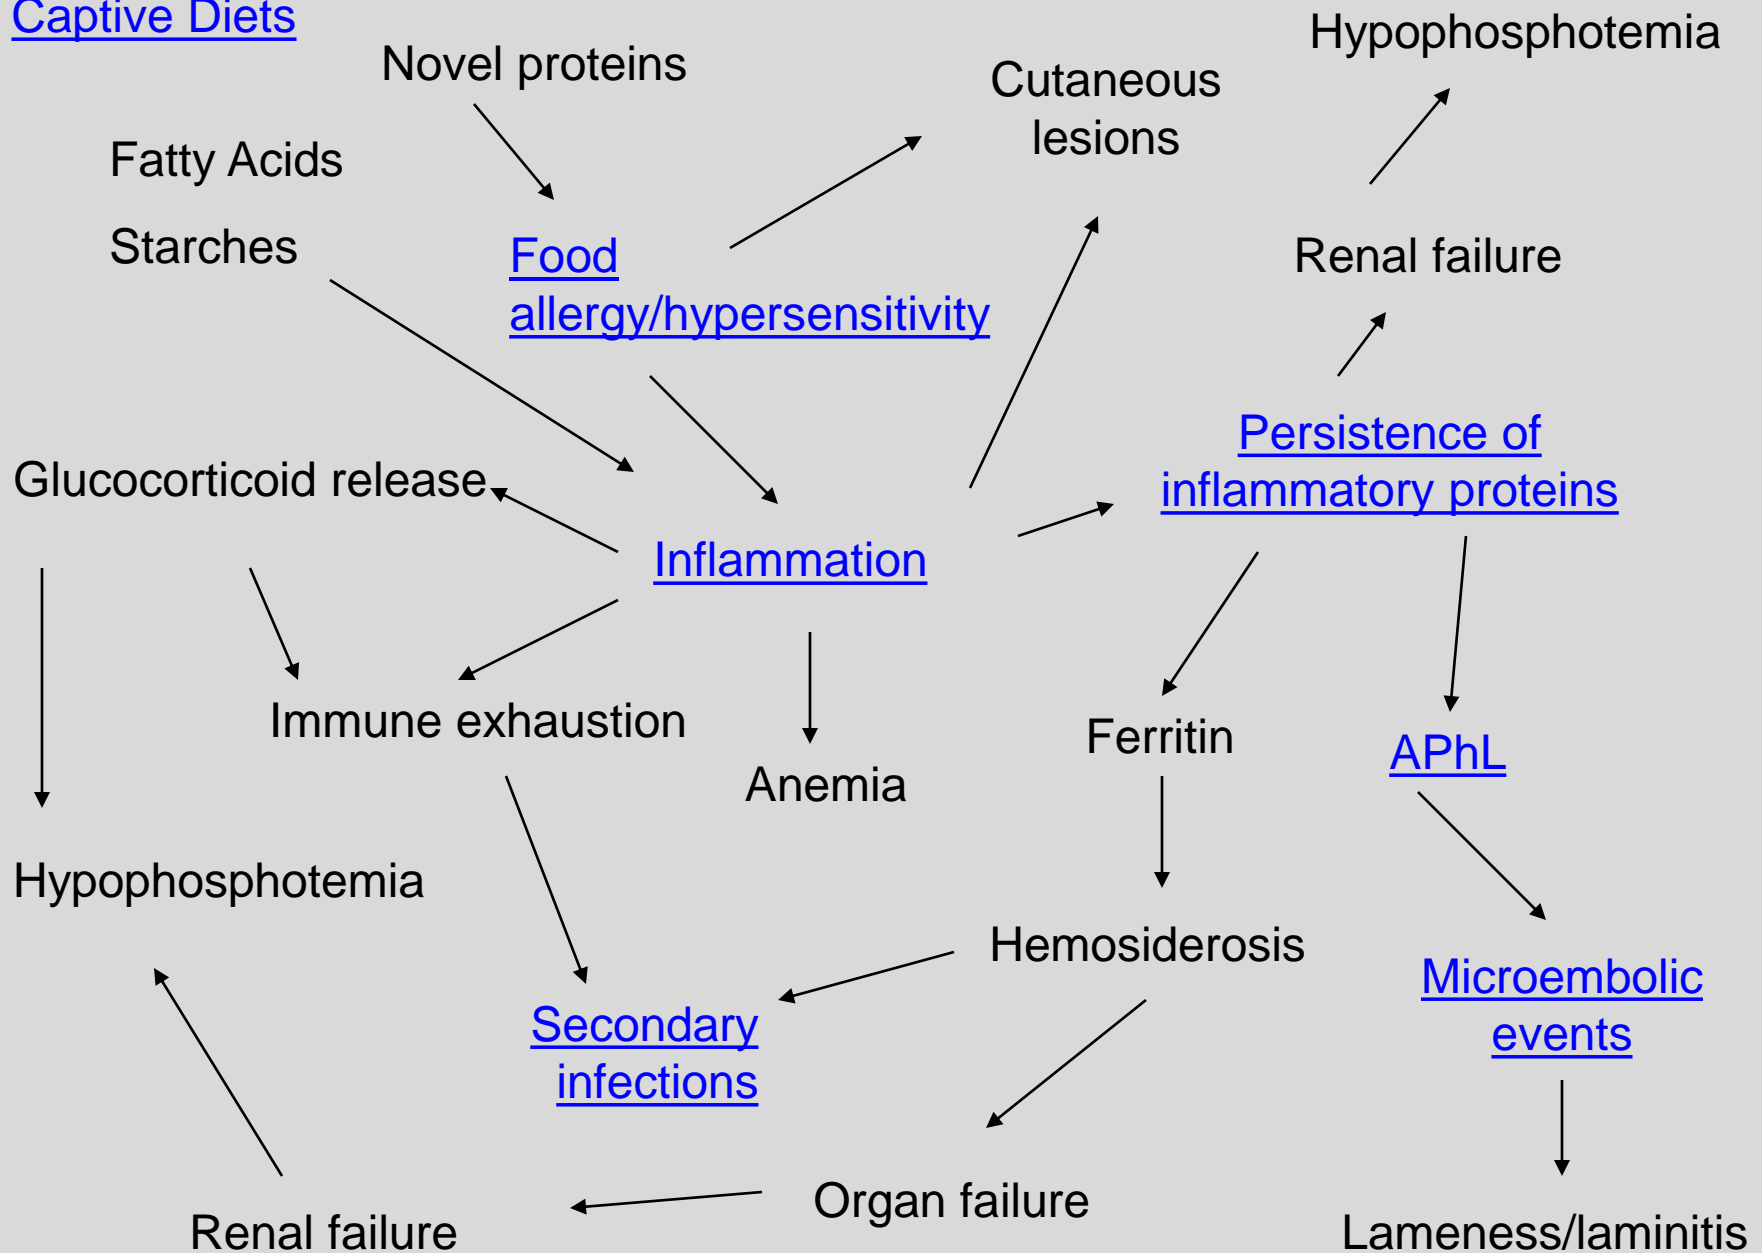 Captive Diets
Hypophosphotemia
Novel proteins
Cutaneous
lesions
Fatty Acids
Starches
Food
allergy/hypersensitivity
Renal failure
Persistence of
inflammatory proteins
Glucocorticoid release
Inflammation
Immune exhaustion
Ferritin
APhL
Anemia
Hypophosphotemia
Hemosiderosis
Microembolic
events
Secondary
infections
Organ failure
Renal failure
Lameness/laminitis